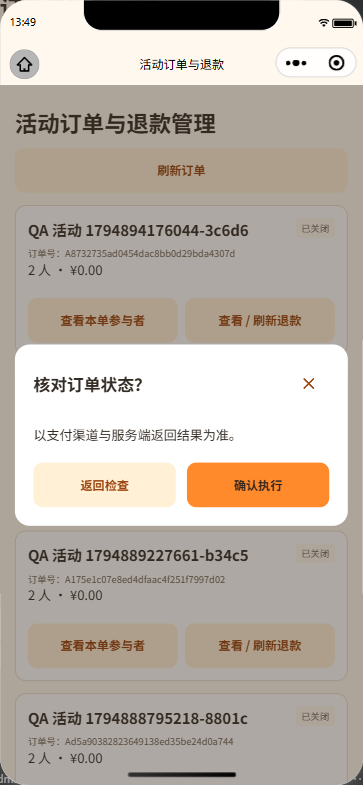 13:49
活动订单与退款
活动订单与退款管理
刷新订单
QA 活动 1794894176044-3c6d6
已关闭
订单号：A8732735ad0454dac8bb0d29bda4307d
2 人 · ¥0.00
查看本单参与者
查看 / 刷新退款
核对订单状态？
以支付渠道与服务端返回结果为准。
返回检查
确认执行
QA 活动 1794889227661-b34c5
已关闭
订单号：A175e1c07e8ed4dfaac4f251f7997d02
2 人 · ¥0.00
查看本单参与者
查看 / 刷新退款
QA 活动 1794888795218-8801c
已关闭
订单号：Ad5a90382823649138ed35be24d0a744
2 人 · ¥0.00